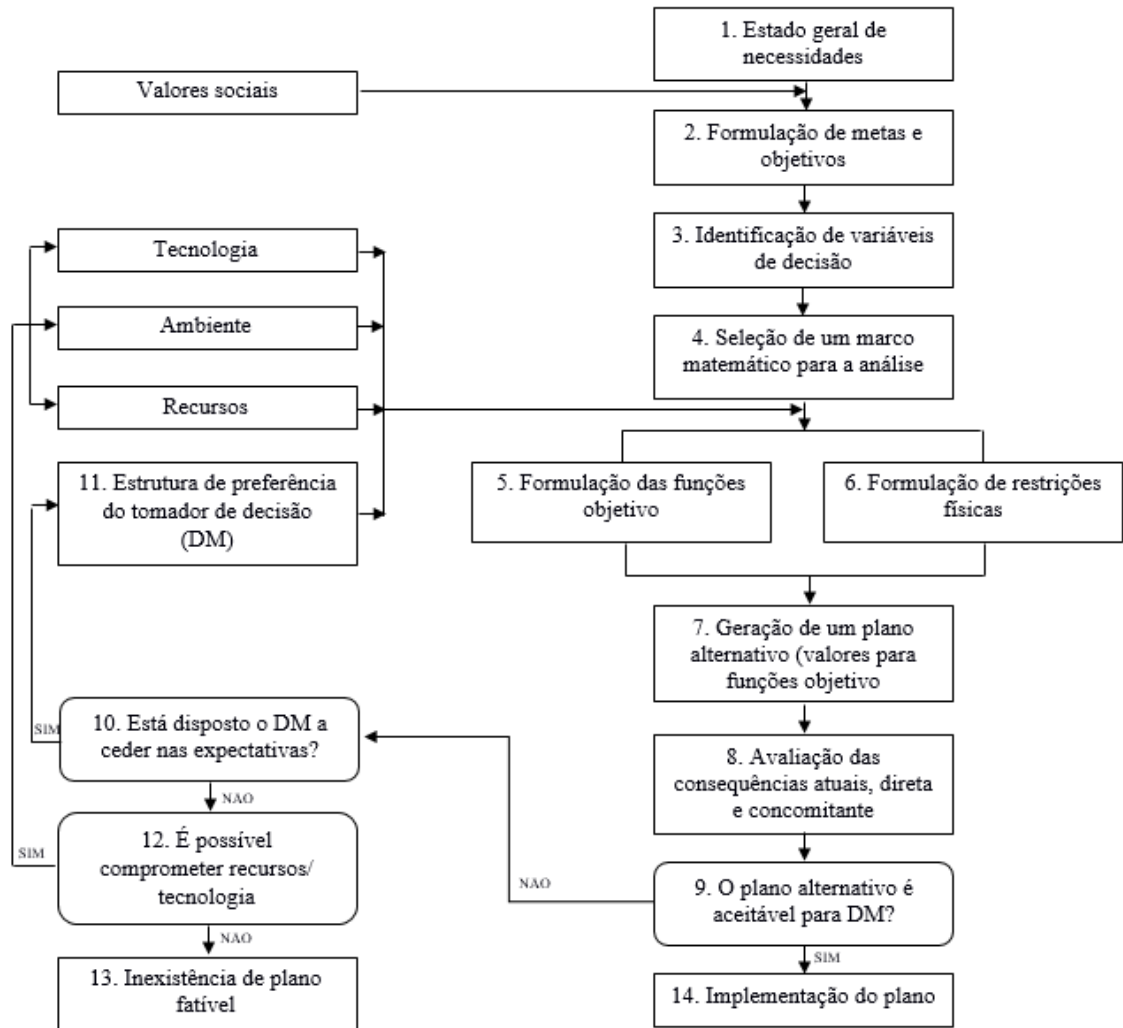 1. Estado geral de
necessidades
Valores sociais
2. Formulação de metas e
objetivos
3. Identificação de variáveis
de decisão
Tecnologia
Ambiente
4. Seleção de um marco
matemático para a análise
Recursos
11. Estrutura de preferência
do tomador de decisão
(DM)
5. Formulação das funções
objetivo
6. Formulação de restrições
físicas
7. Geração de um plano
alternativo (valores para
funções objetivo
10. Está disposto o DM a
ceder nas expectativas?
SIM
NÃO
8. Avaliação das
consequências atuais, direta
e concomitante
12. É possível
comprometer recursos/
tecnologia
SIM
NÃO
9. O plano alternativo é
aceitável para DM?
NÃO
SIM
13. Inexistência de plano
fatível
14. Implementação do plano